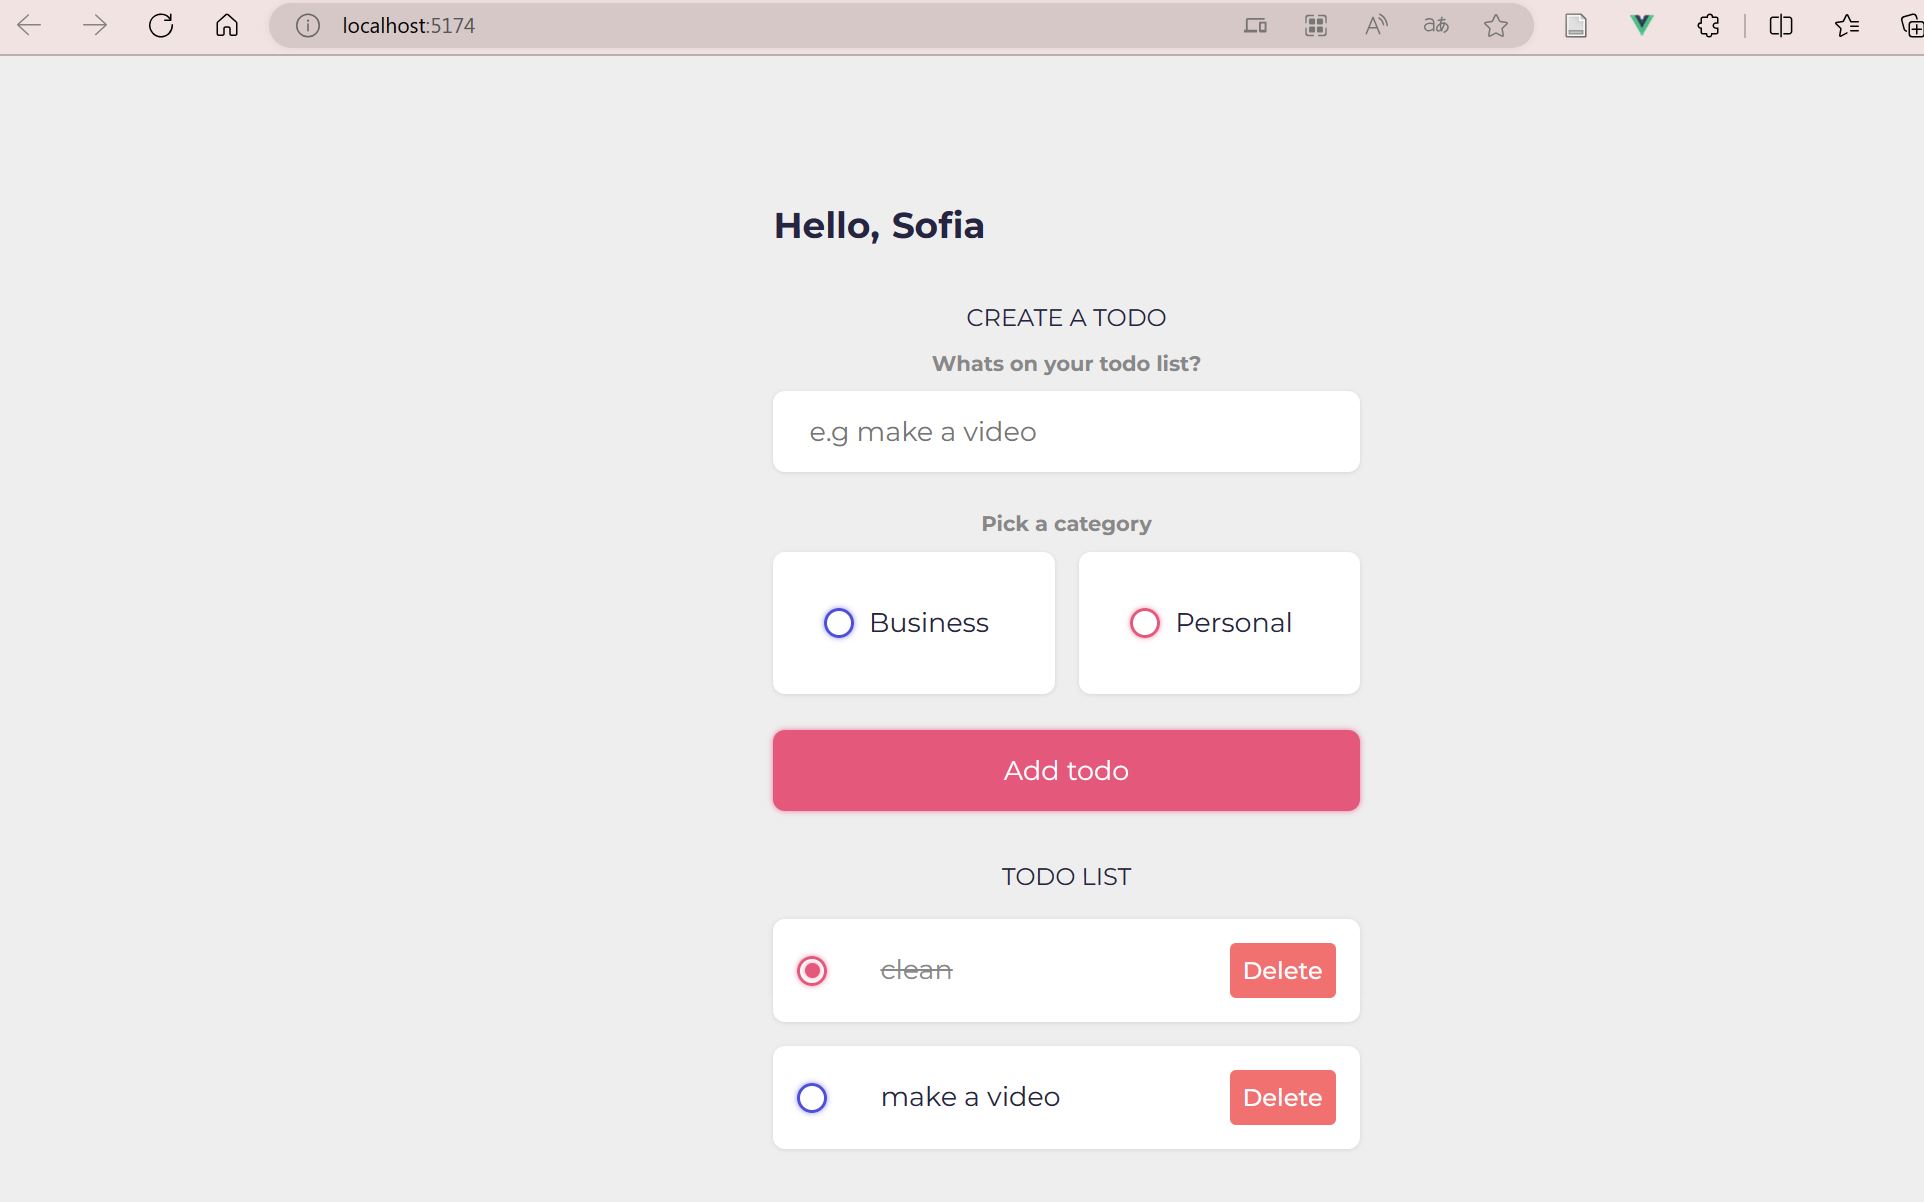 localhost:5174
Hello, Sofia
CREATE A TODO
Whats on your todo list?
e.g make a video
Pick a category
Business
Personal
Add todo
TODO LIST
clean
Delete
make a video
Delete